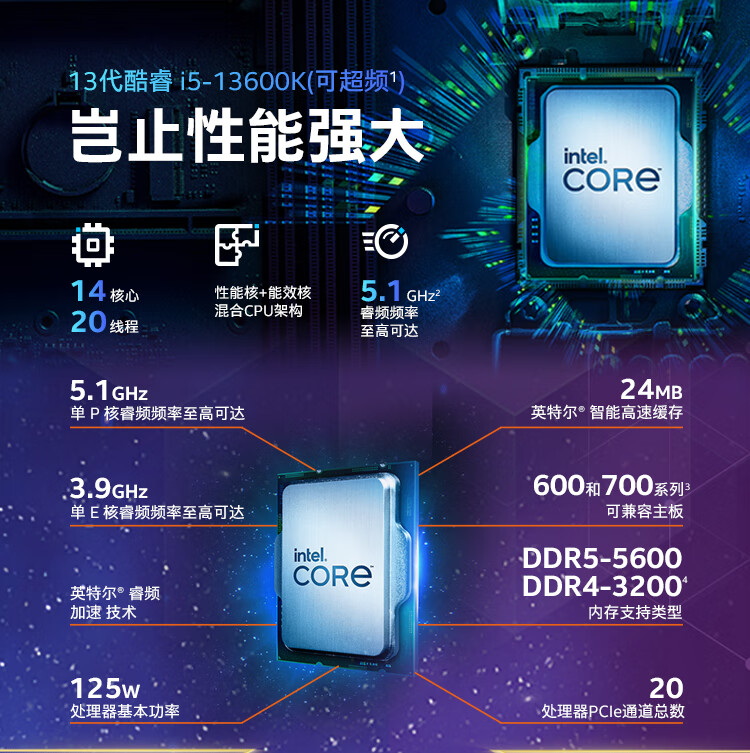 13代酷睿 i5-13600K(可超频¹)
岂止性能强大
intel.
CORE™
14 核心
20 线程
性能核+能效核
混合CPU架构
5.1 GHz²
睿频频率
至高可达
5.1GHz
单 P 核睿频频率至高可达
24MB
英特尔® 智能高速缓存
3.9GHz
单 E 核睿频频率至高可达
600和700系列³
可兼容主板
intel.
CORE™
英特尔® 睿频
加速 技术
DDR5-5600
DDR4-3200⁴
内存支持类型
125W
处理器基本功率
20
处理器PCIe通道总数